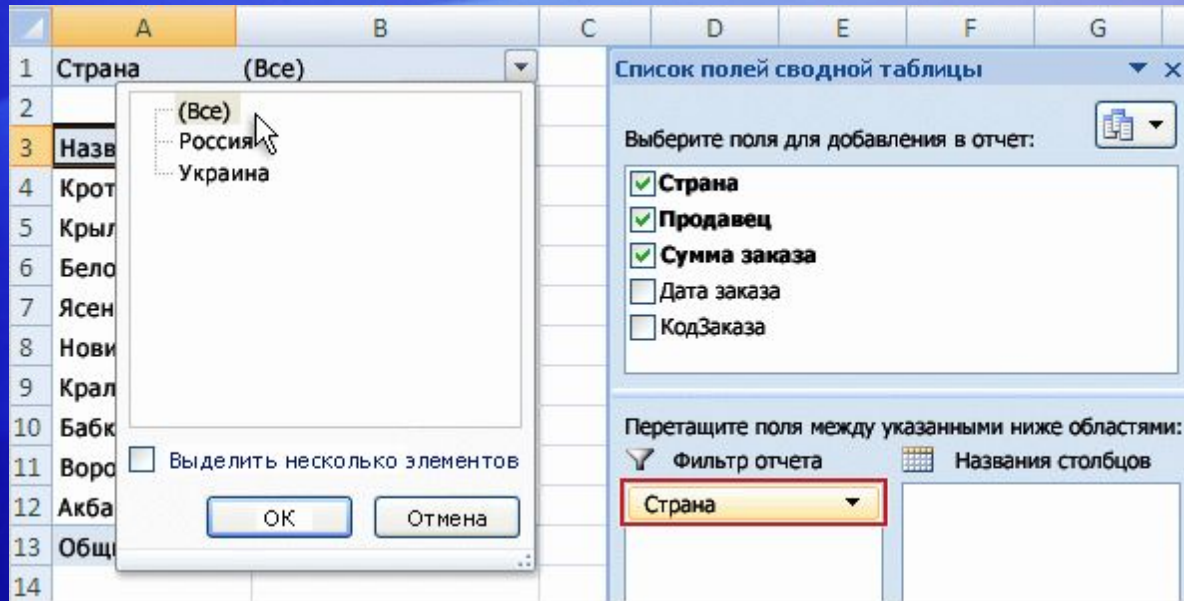 A B C D E F G
1 Страна (Все)
2
3 Назв
4 Крот
5 Крыл
6 Бело
7 Ясен
8 Нови
9 Крал
10 Бабк
11 Воро
12 Акба
13 Общ
14
(Все)
Россия
Украина
Выделить несколько элементов
ОК Отмена
Список полей сводной таблицы
Выберите поля для добавления в отчет:
Страна
Продавец
Сумма заказа
Дата заказа
КодЗаказа
Перетащите поля между указанными ниже областями:
Фильтр отчета Названия столбцов
Страна